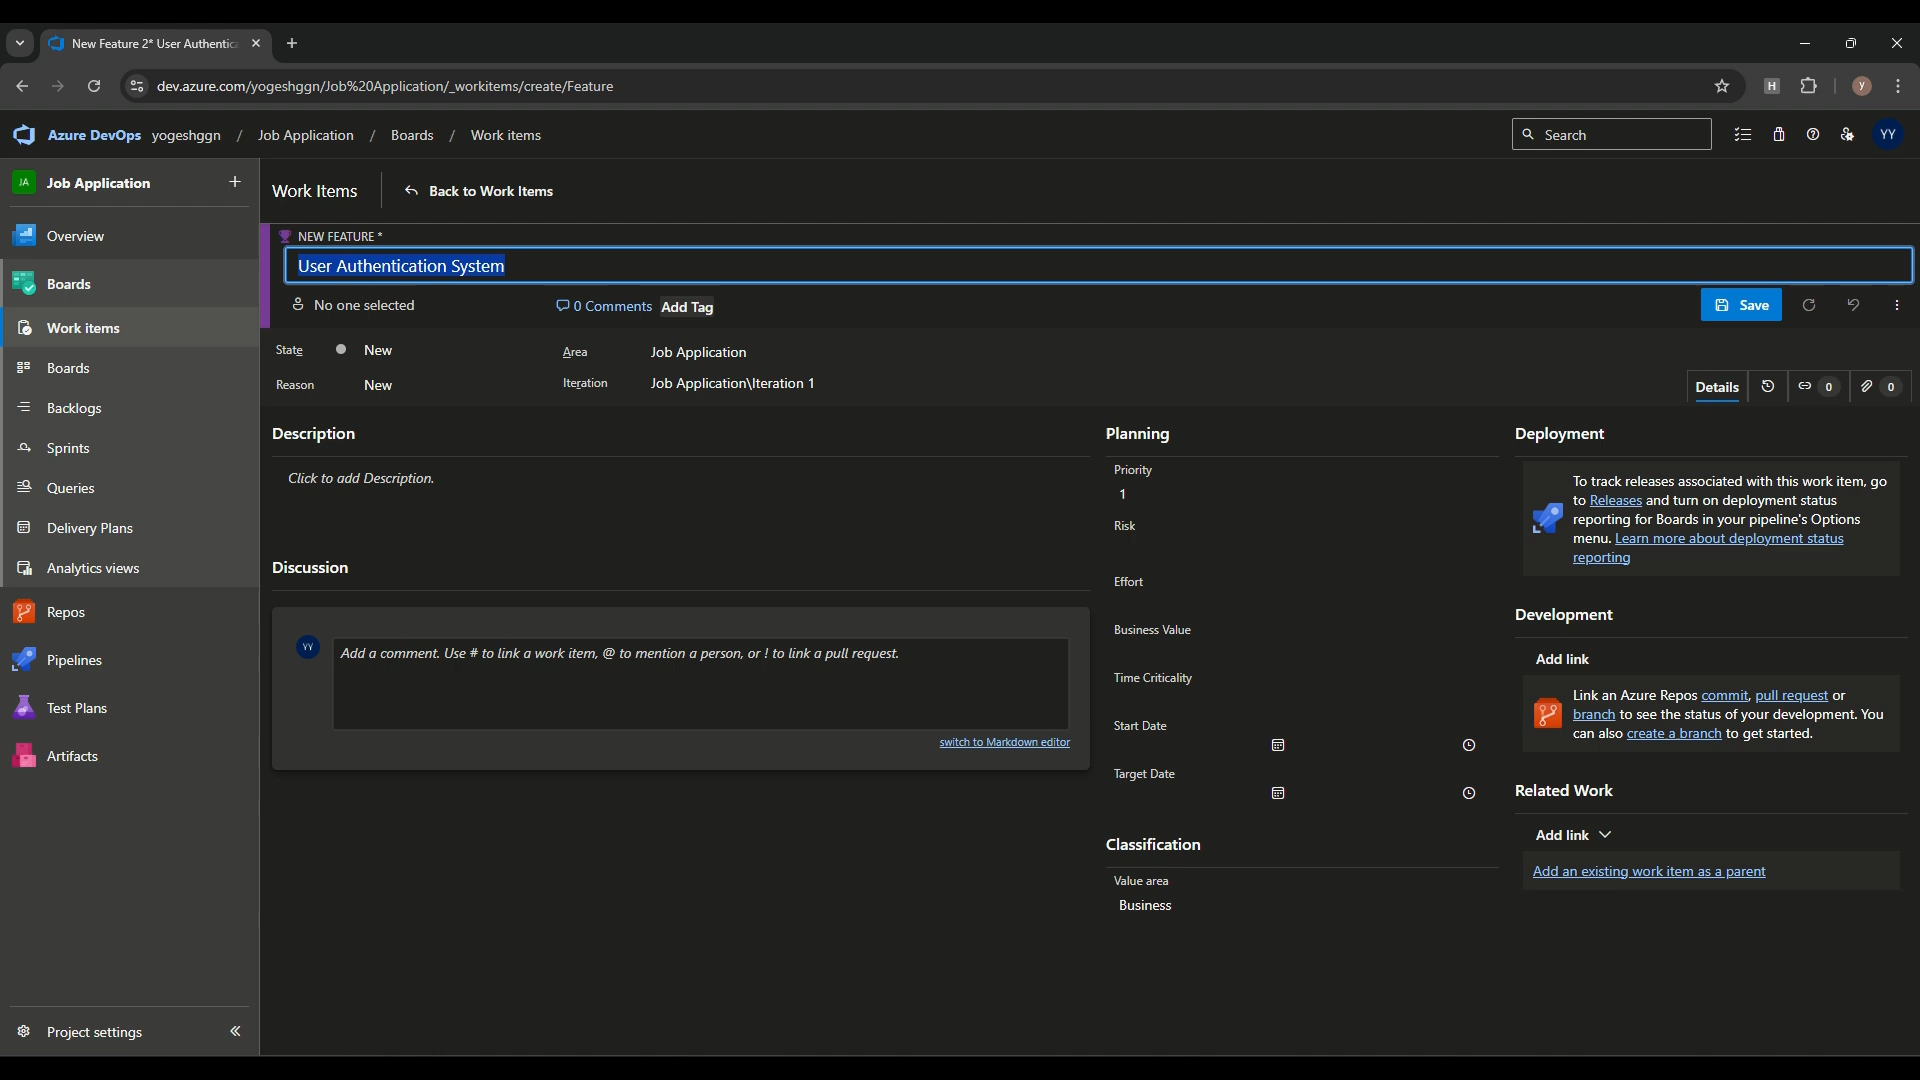 New Feature 2* User Authentic
dev.azure.com/yogeshggn/Job%20Application/_workitems/create/Feature
H
y
Azure DevOps yogeshggn / Job Application / Boards / Work items
Search
YY
JA Job Application
Overview
Boards
Work items
Boards
Backlogs
Sprints
Queries
Delivery Plans
Analytics views
Repos
Pipelines
Test Plans
Artifacts
Project settings
Work Items
Back to Work Items
NEW FEATURE *
User Authentication System
No one selected
0 Comments
Add Tag
Save
State
New
Area
Job Application
Reason
New
Iteration
Job Application\Iteration 1
Details
0
0
Description
Click to add Description.
Discussion
YY
Add a comment. Use # to link a work item, @ to mention a person, or ! to link a pull request.
switch to Markdown editor
Planning
Priority
1
Risk
Effort
Business Value
Time Criticality
Start Date
Target Date
Classification
Value area
Business
Deployment
To track releases associated with this work item, go
to Releases and turn on deployment status
reporting for Boards in your pipeline's Options
menu. Learn more about deployment status
reporting
Development
Add link
Link an Azure Repos commit, pull request or
branch to see the status of your development. You
can also create a branch to get started.
Related Work
Add link
Add an existing work item as a parent